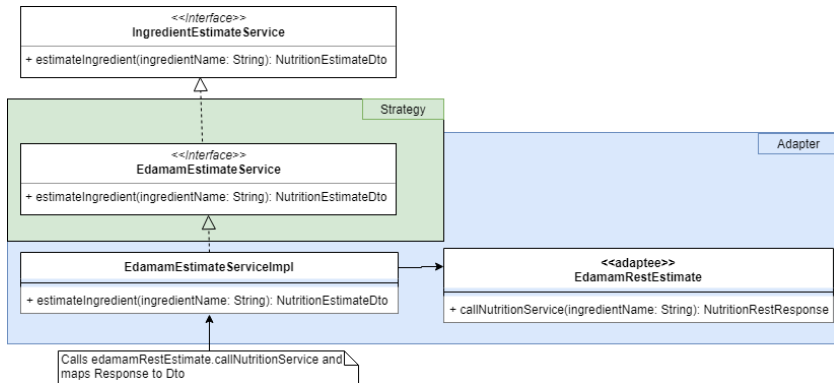 <<Interface>>
IngredientEstimateService
+ estimateIngredient(ingredientName: String): NutritionEstimateDto
Strategy
Adapter
<<Interface>>
EdamamEstimateService
+ estimateIngredient(ingredientName: String): NutritionEstimateDto
EdamamEstimateServiceImpl
+ estimateIngredient(ingredientName: String): NutritionEstimateDto
<<adaptee>>
EdamamRestEstimate
+ callNutritionService(ingredientName: String): NutritionRestResponse
Calls edamamRestEstimate.callNutritionService and
maps Response to Dto